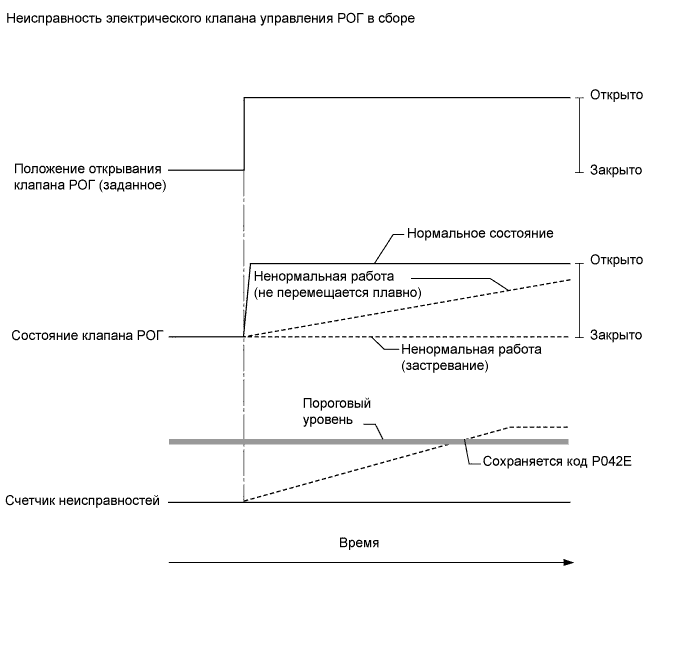 Неисправность электрического клапана управления РОГ в сборе
Открыто
Положение открывания
клапана РОГ (заданное)
Закрыто
Нормальное состояние
Открыто
Ненормальная работа
(не перемещается плавно)
Состояние клапана РОГ
Закрыто
Ненормальная работа
(застревание)
Пороговый
уровень
Сохраняется код P042E
Счетчик неисправностей
Время